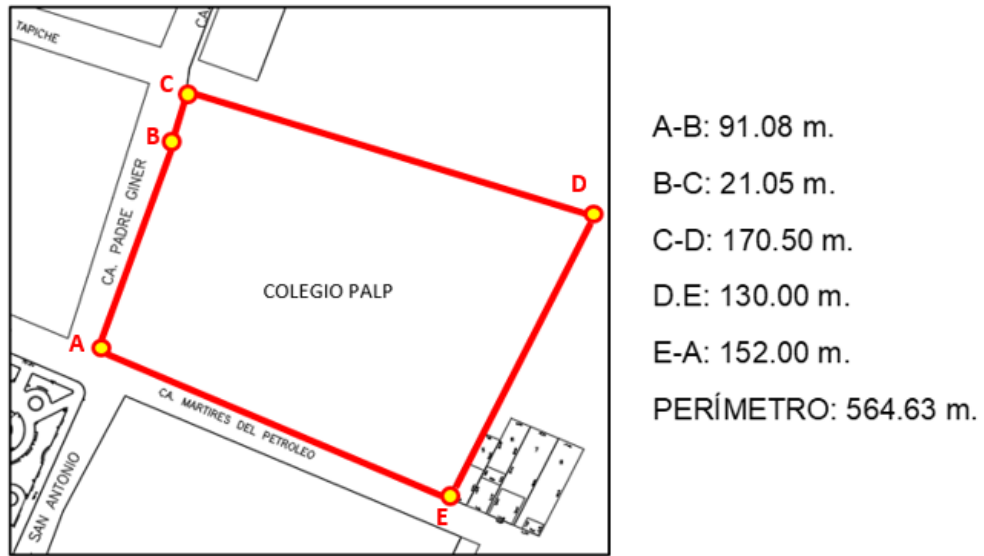 TAPICHE
CA.
C
B
D
CA. PADRE GINER
COLEGIO PALP
A
CA. MARTIRES DEL PETROLEO
SAN ANTONIO
E
A-B: 91.08 m.
B-C: 21.05 m.
C-D: 170.50 m.
D.E: 130.00 m.
E-A: 152.00 m.
PERÍMETRO: 564.63 m.